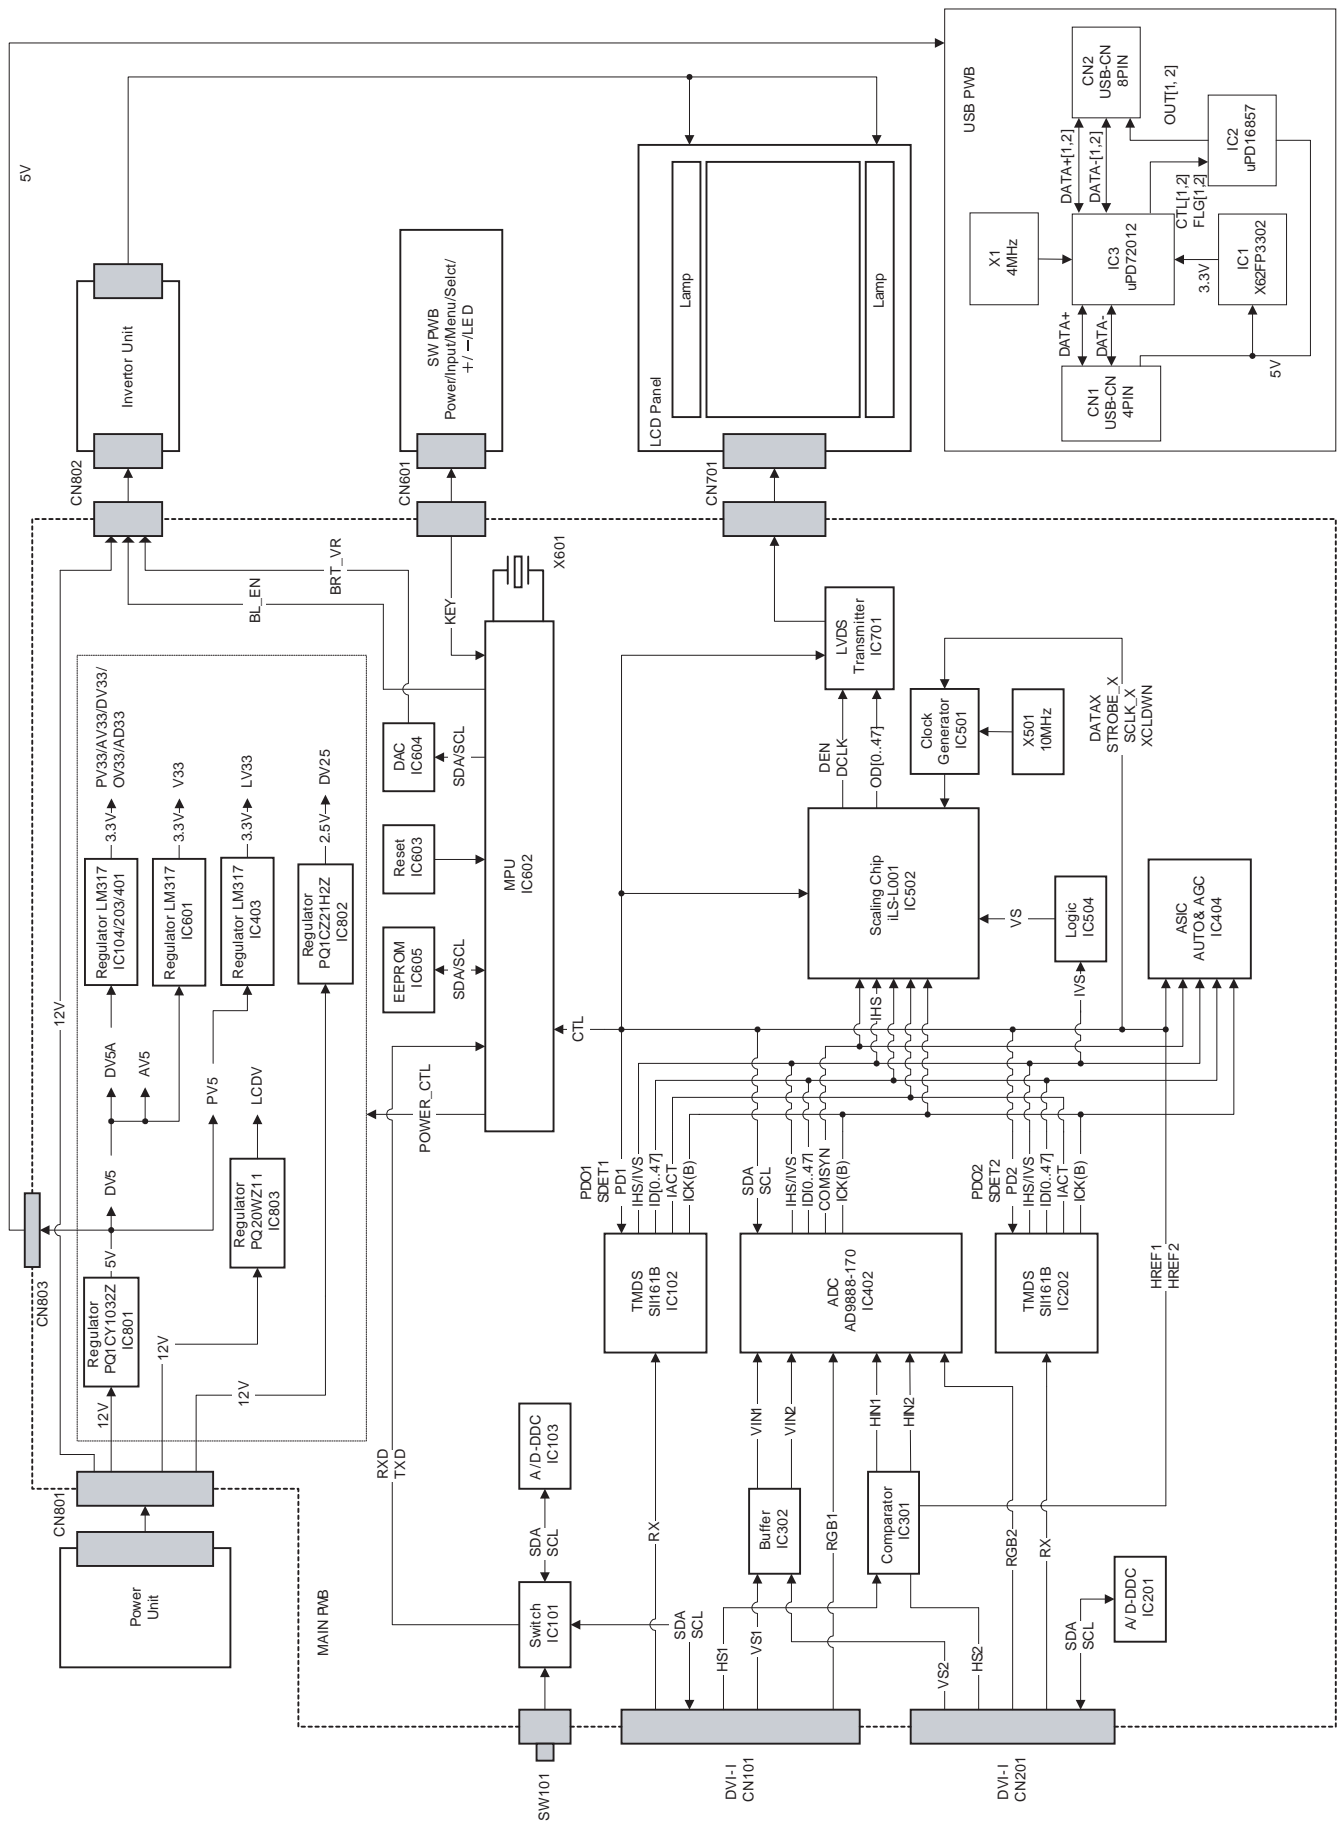 Power
Unit
CN801
MAIN PWB
12V
12V
12V
12V
Regulator
PQ1CY1032Z
IC801
5V
DV5
DV5A
AV5
PV5
Regulator
PQ20WZ11
IC803
LCDV
CN803
5V
Regulator LM317
IC104/203/401
3.3V
PV33/AV33/DV33/
OV33/AD33
Regulator LM317
IC601
3.3V
V33
Regulator LM317
IC403
3.3V
LV33
Regulator
PQ1CZ21H2Z
IC802
2.5V
DV25
POWER_CTL
BL_EN
BRT_VR
CN802
Invertor Unit
CN601
SW PWB
Power/Input/Menu/Selct/
+/ −/LED
KEY
X601
DAC
IC604
SDA/SCL
Reset
IC603
EEPROM
IC605
SDA/SCL
MPU
IC602
CTL
RXD
TXD
SW101
Switch
IC101
SDA
SCL
A/D-DDC
IC103
SDA
SCL
DVI-I
CN101
RX
HS1
VS1
RGB1
Buffer
IC302
VIN1
VIN2
Comparator
IC301
HIN1
HIN2
DVI-I
CN201
VS2
HS2
RGB2
RX
SDA
SCL
A/D-DDC
IC201
HREF1
HREF2
TMDS
SII161B
IC102
PDO1
SDET1
PD1
IHS/IVS
ID[0..47]
IACT
ICK(B)
ADC
AD9888-170
IC402
SDA
SCL
IHS/IVS
ID[0..47]
COMSYN
ICK(B)
TMDS
SII161B
IC202
PDO2
SDET2
PD2
IHS/IVS
ID[0..47]
IACT
ICK(B)
IHS
IVS
Logic
IC504
VS
ASIC
AUTO& AGC
IC404
Scaling Chip
iLS-L001
IC502
DEN
DCLK
OD[0..47]
Clock
Generator
IC501
X501
10MHz
DATAX
STROBE_X
SCLK_X
XCLDWN
LVDS
Transmitter
IC701
CN701
LCD Panel
Lamp
Lamp
USB PWB
X1
4MHz
CN1
USB-CN
4PIN
DATA+
DATA-
IC3
uPD72012
DATA+[1,2]
DATA-[1,2]
CN2
USB-CN
8PIN
OUT[1, 2]
CTL[1,2]
FLG[1,2]
IC2
uPD16857
3.3V
IC1
X62FP3302
5V